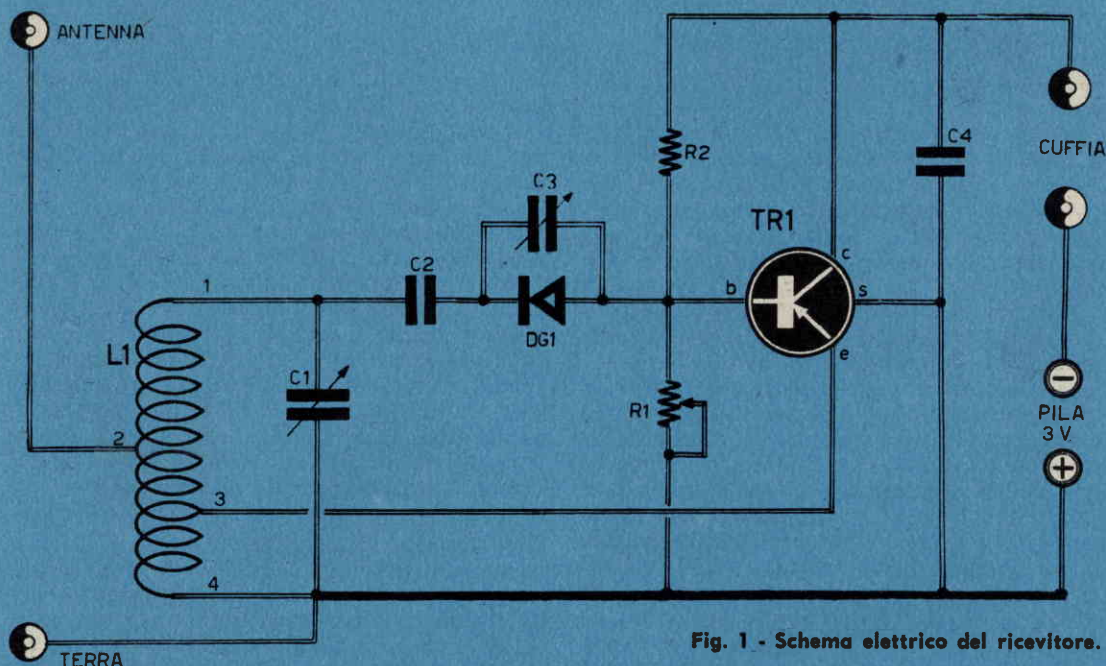 ANTENNA
C4
CUFFIA
R2
C3
TR1
C2
c
b
s
1
DG1
L1
e
C1
R1
−
PILA
3 V.
2
+
3
4
Fig. 1 - Schema elettrico del ricevitore.
TERRA